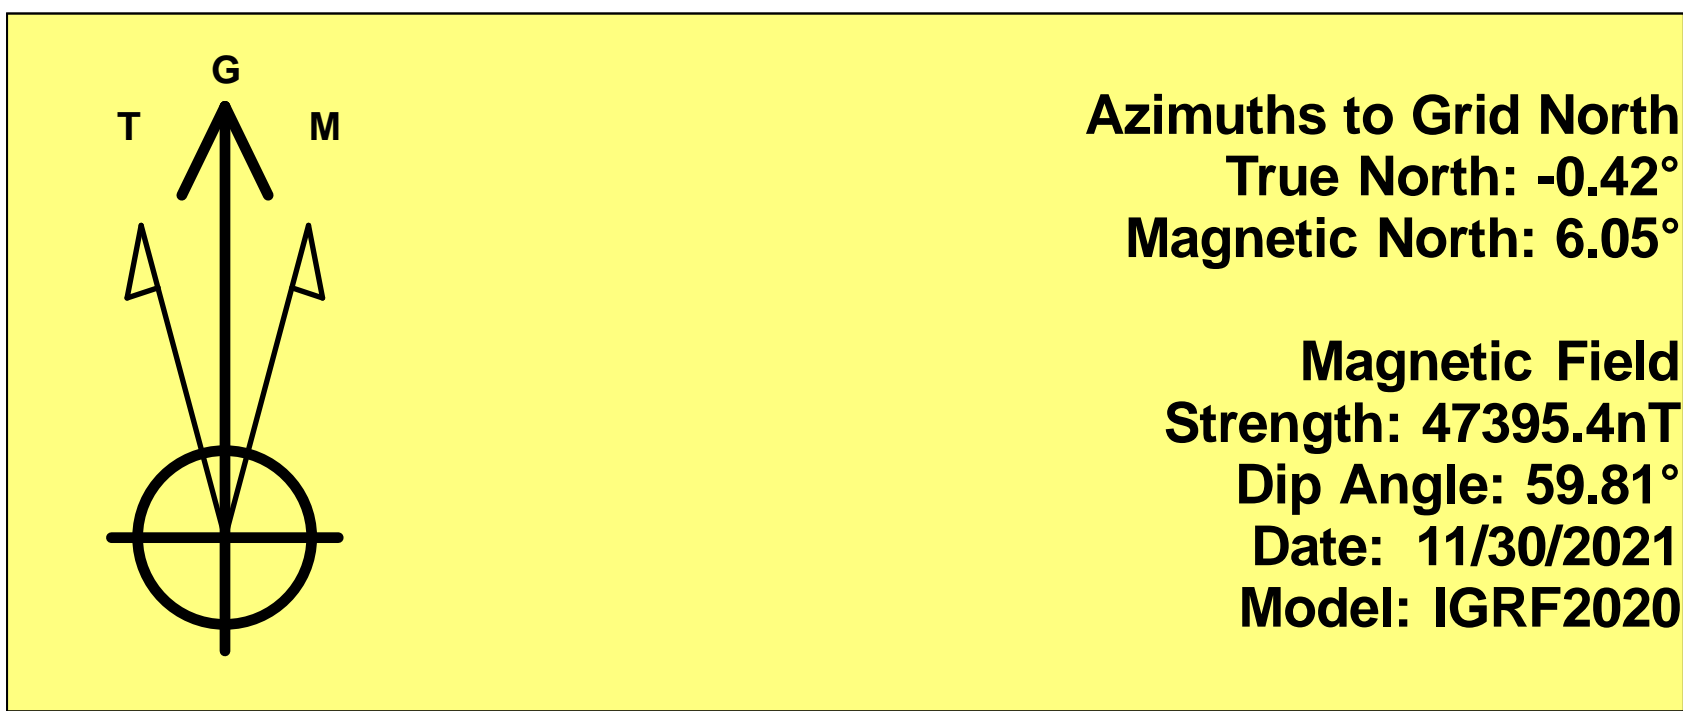 G
T M
Azimuths to Grid North
True North: -0.42°
Magnetic North: 6.05°
Magnetic Field
Strength: 47395.4nT
Dip Angle: 59.81°
Date: 11/30/2021
Model: IGRF2020